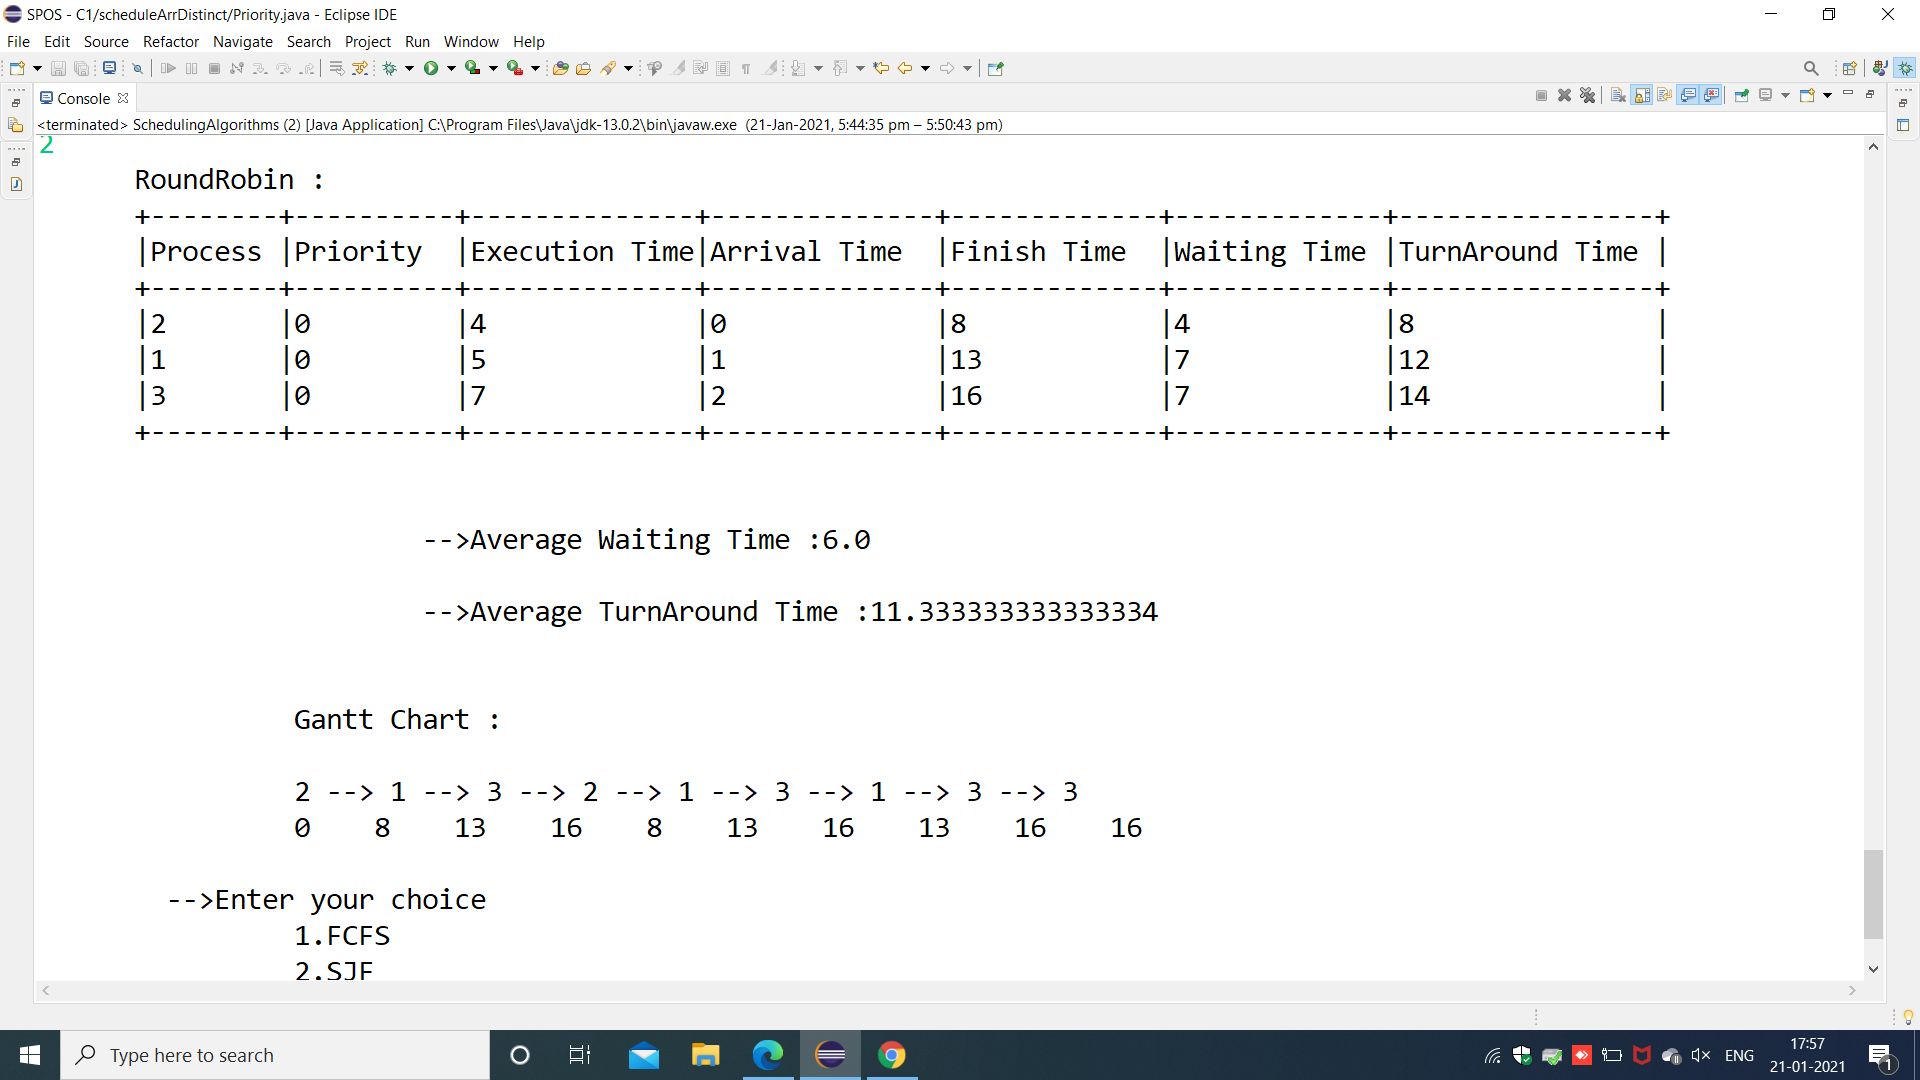 SPOS - C1/scheduleArrDistinct/Priority.java - Eclipse IDE
File Edit Source Refactor Navigate Search Project Run Window Help
Console
<terminated> SchedulingAlgorithms (2) [Java Application] C:\Program Files\Java\jdk-13.0.2\bin\javaw.exe (21-Jan-2021, 5:44:35 pm – 5:50:43 pm)
2
RoundRobin :
+--------+----------+--------------+--------------+-------------+-------------+----------------+
|Process |Priority  |Execution Time|Arrival Time  |Finish Time  |Waiting Time |TurnAround Time |
+--------+----------+--------------+--------------+-------------+-------------+----------------+
|2       |0         |4             |0             |8            |4            |8               |
|1       |0         |5             |1             |13           |7            |12              |
|3       |0         |7             |2             |16           |7            |14              |
+--------+----------+--------------+--------------+-------------+-------------+----------------+
-->Average Waiting Time :6.0
-->Average TurnAround Time :11.333333333333334
Gantt Chart :
2 --> 1 --> 3 --> 2 --> 1 --> 3 --> 1 --> 3 --> 3
0    8    13    16    8    13    16    13    16    16
-->Enter your choice
1.FCFS
2.SJF
Type here to search
ENG
17:57
21-01-2021
1